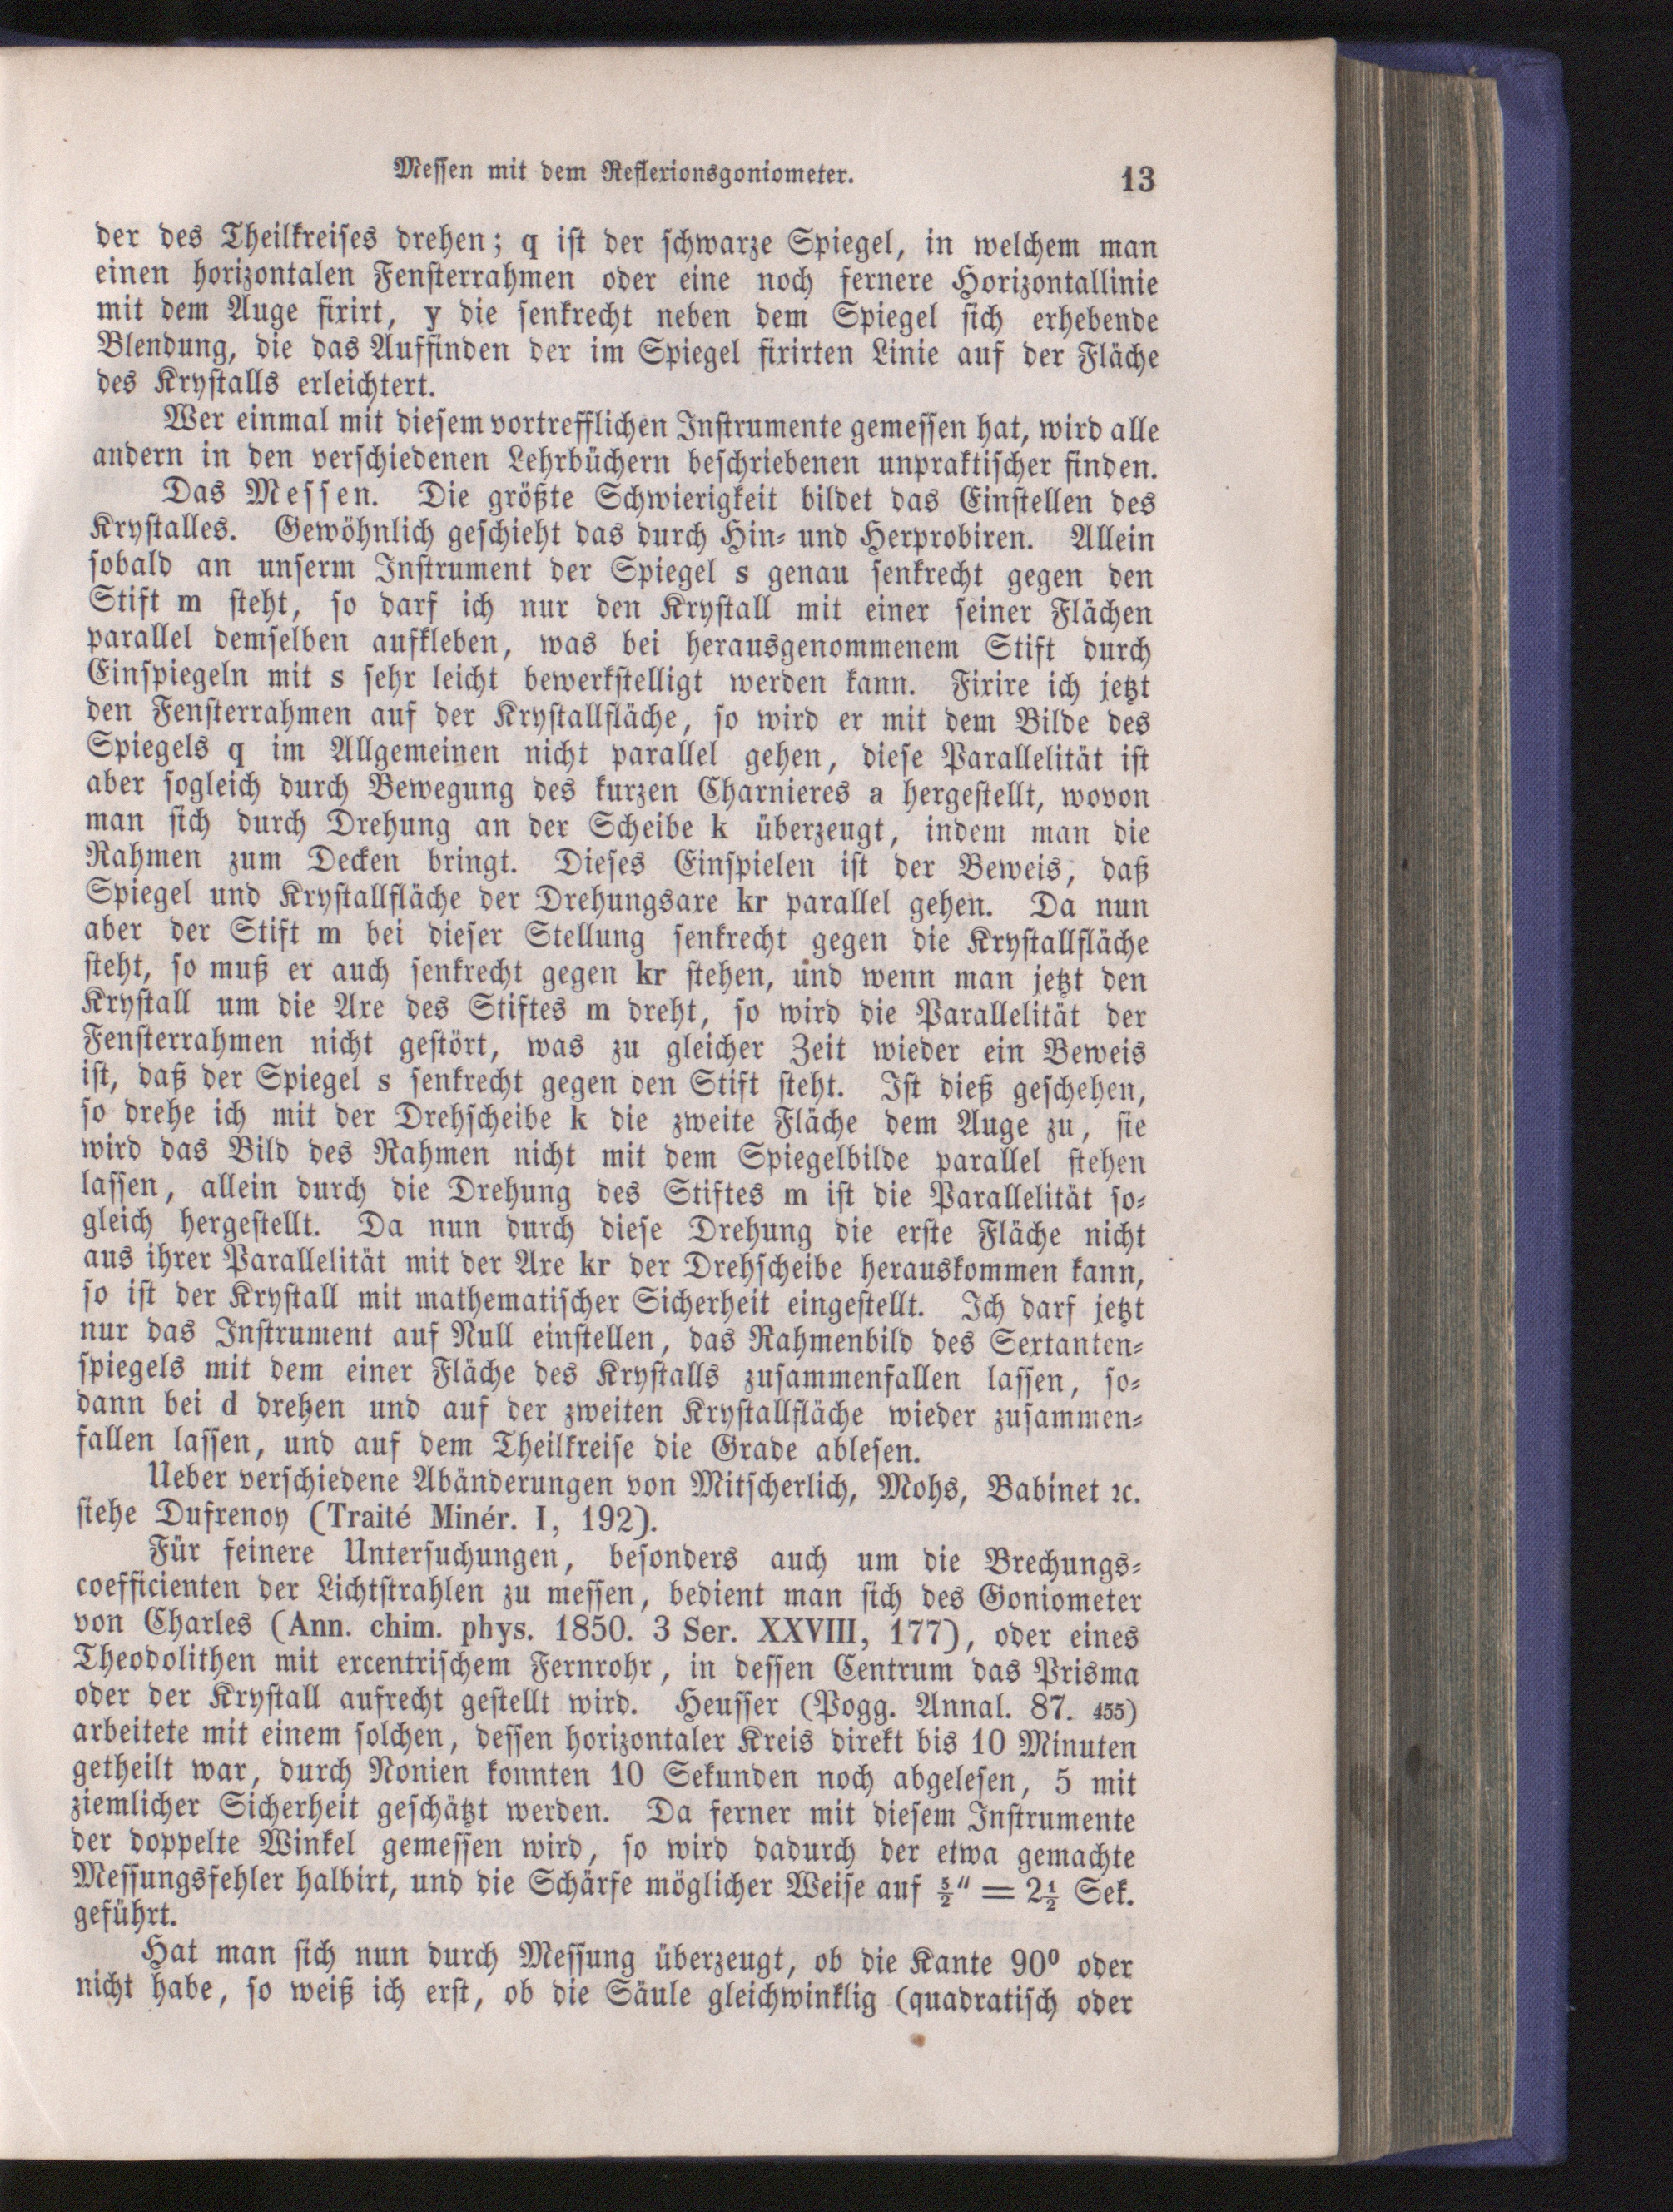 Messen mit dem Reflexionsgoniometer. 13
der des Theilkreises drehen; q ist der schwarze Spiegel, in welchem man
einen horizontalen Fensterrahmen oder eine noch fernere Horizontallinie
mit dem Auge fixirt, y die senkrecht neben dem Spiegel sich erhebende
Blendung, die das Auffinden der im Spiegel fixirten Linie auf der Fläche
des Krystalls erleichtert.
Wer einmal mit diesem vortrefflichen Instrumente gemessen hat, wird alle
andern in den verschiedenen Lehrbüchern beschriebenen unpraktischer finden.
Das Messen. Die größte Schwierigkeit bildet das Einstellen des
Krystalles. Gewöhnlich geschieht das durch Hin- und Herprobiren. Allein
sobald an unserm Instrument der Spiegel s genau senkrecht gegen den
Stift m steht, so darf ich nur den Krystall mit einer seiner Flächen
parallel demselben aufkleben, was bei herausgenommenem Stift durch
Einspiegeln mit s sehr leicht bewerkstelligt werden kann. Fixire ich jetzt
den Fensterrahmen auf der Krystallfläche, so wird er mit dem Bilde des
Spiegels q im Allgemeinen nicht parallel gehen, diese Parallelität ist
aber sogleich durch Bewegung des kurzen Charnieres a hergestellt, wovon
man sich durch Drehung an der Scheibe k überzeugt, indem man die
Rahmen zum Decken bringt. Dieses Einspielen ist der Beweis, daß
Spiegel und Krystallfläche der Drehungsaxe kr parallel gehen. Da nun
aber der Stift m bei dieser Stellung senkrecht gegen die Krystallfläche
steht, so muß er auch senkrecht gegen kr stehen, und wenn man jetzt den
Krystall um die Axe des Stiftes m dreht, so wird die Parallelität der
Fensterrahmen nicht gestört, was zu gleicher Zeit wieder ein Beweis
ist, daß der Spiegel s senkrecht gegen den Stift steht. Ist dieß geschehen,
so drehe ich mit der Drehscheibe k die zweite Fläche dem Auge zu, sie
wird das Bild des Rahmen nicht mit dem Spiegelbilde parallel stehen
lassen, allein durch die Drehung des Stiftes m ist die Parallelität so-
gleich hergestellt. Da nun durch diese Drehung die erste Fläche nicht
aus ihrer Parallelität mit der Axe kr der Drehscheibe herauskommen kann,
so ist der Krystall mit mathematischer Sicherheit eingestellt. Ich darf jetzt
nur das Instrument auf Null einstellen, das Rahmenbild des Sextanten-
spiegels mit dem einer Fläche des Krystalls zusammenfallen lassen, so-
dann bei d drehen und auf der zweiten Krystallfläche wieder zusammen-
fallen lassen, und auf dem Theilkreise die Grade ablesen.
Ueber verschiedene Abänderungen von Mitscherlich, Mohs, Babinet ꝛc.
siehe Dufrenoy (Traité Minér. I, 192).
Für feinere Untersuchungen, besonders auch um die Brechungs-
coefficienten der Lichtstrahlen zu messen, bedient man sich des Goniometer
von Charles (Ann. chim. phys. 1850. 3 Ser. XXVIII, 177), oder eines
Theodolithen mit excentrischem Fernrohr, in dessen Centrum das Prisma
oder der Krystall aufrecht gestellt wird. Heusser (Pogg. Annal. 87. 455)
arbeitete mit einem solchen, dessen horizontaler Kreis direkt bis 10 Minuten
getheilt war, durch Nonien konnten 10 Sekunden noch abgelesen, 5 mit
ziemlicher Sicherheit geschätzt werden. Da ferner mit diesem Instrumente
der doppelte Winkel gemessen wird, so wird dadurch der etwa gemachte
Messungsfehler halbirt, und die Schärfe möglicher Weise auf 5/2" = 2 1/2 Sek.
geführt.
Hat man sich nun durch Messung überzeugt, ob die Kante 90° oder
nicht habe, so weiß ich erst, ob die Säule gleichwinklig (quadratisch oder